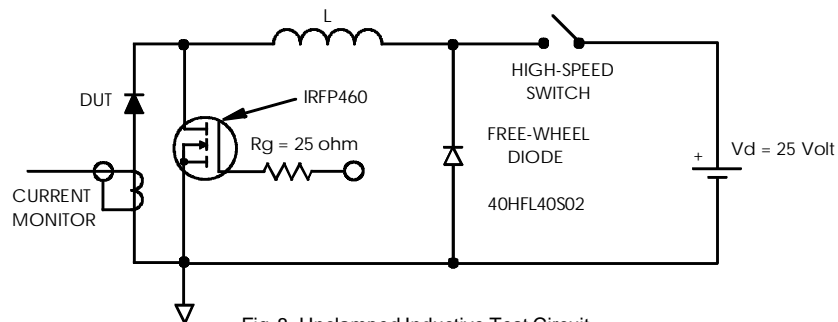 L
HIGH-SPEED
SWITCH
DUT
IRFP460
Rg = 25 ohm
FREE-WHEEL
DIODE
+
Vd = 25 Volt
40HFL40S02
CURRENT
MONITOR